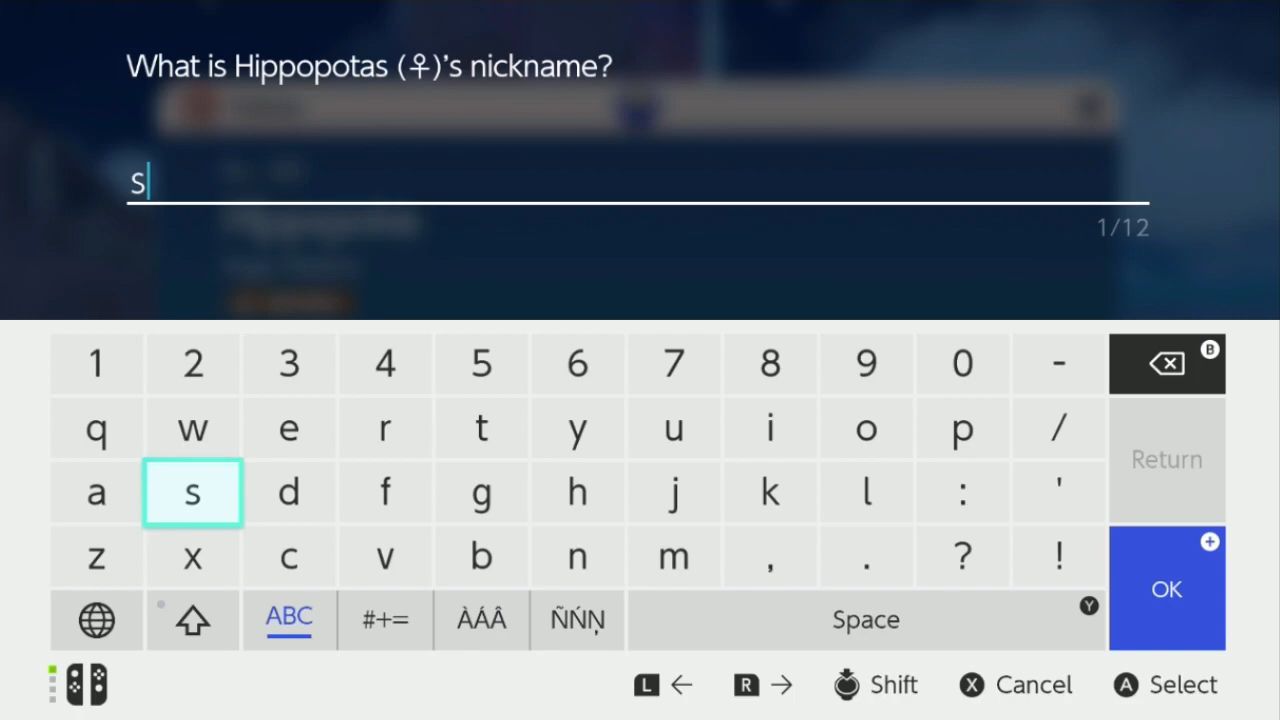 What is Hippopotas (♀)'s nickname?
S
1/12
1 2 3 4 5 6 7 8 9 0 - B
q w e r t y u i o p / Return
a s d f g h j k l : '
z x c v b n m , . ? ! + OK
ABC #+= ÀÁÂ ÑŃŅ Space Y
L ← R → Shift X Cancel A Select